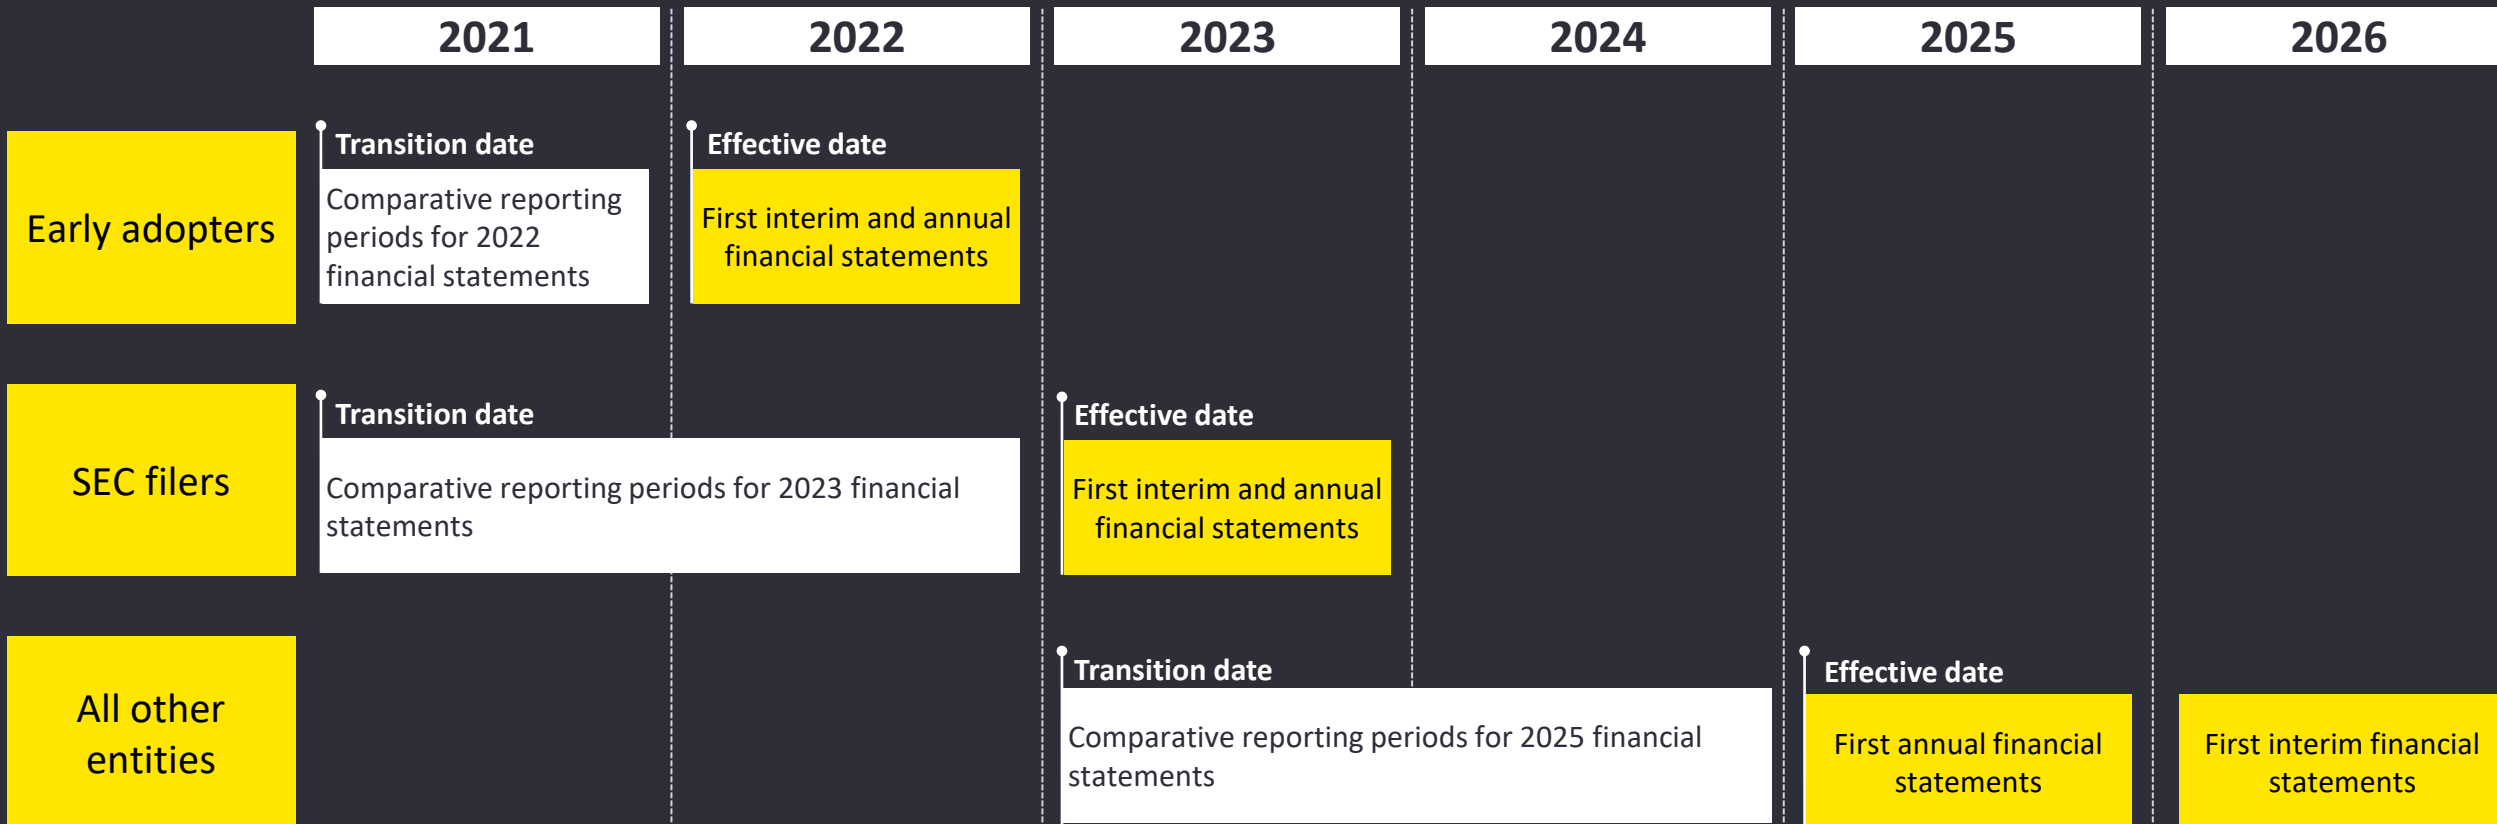 2021
2022
2023
2024
2025
2026
Early adopters
Transition date
Comparative reporting
periods for 2022
financial statements
Effective date
First interim and annual
financial statements
SEC filers
Transition date
Comparative reporting periods for 2023 financial
statements
Effective date
First interim and annual
financial statements
All other
entities
Transition date
Comparative reporting periods for 2025 financial
statements
Effective date
First annual financial
statements
First interim financial
statements